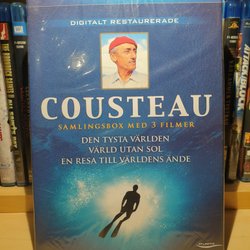 DIGITALT RESTAURERADE
COUSTEAU
SAMLINGSBOX MED 3 FILMER
DEN TYSTA VÄRLDEN
VÄRLD UTAN SOL
EN RESA TILL VÄRLDENS ÄNDE